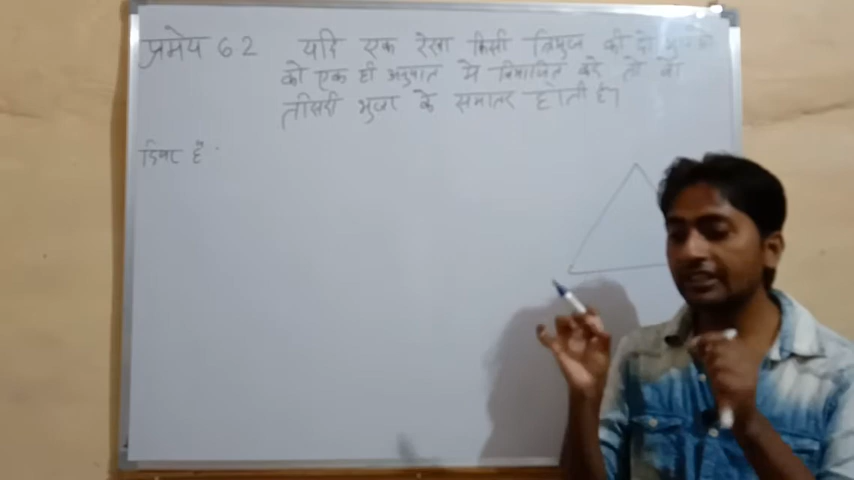 प्रमेय 6 2 यदि एक रेखा किसी त्रिभुज की दो
को एक ही अनुपात मे विभाजित करे तो वा
तीसरी भुजा के समातर होती है।
दिया है